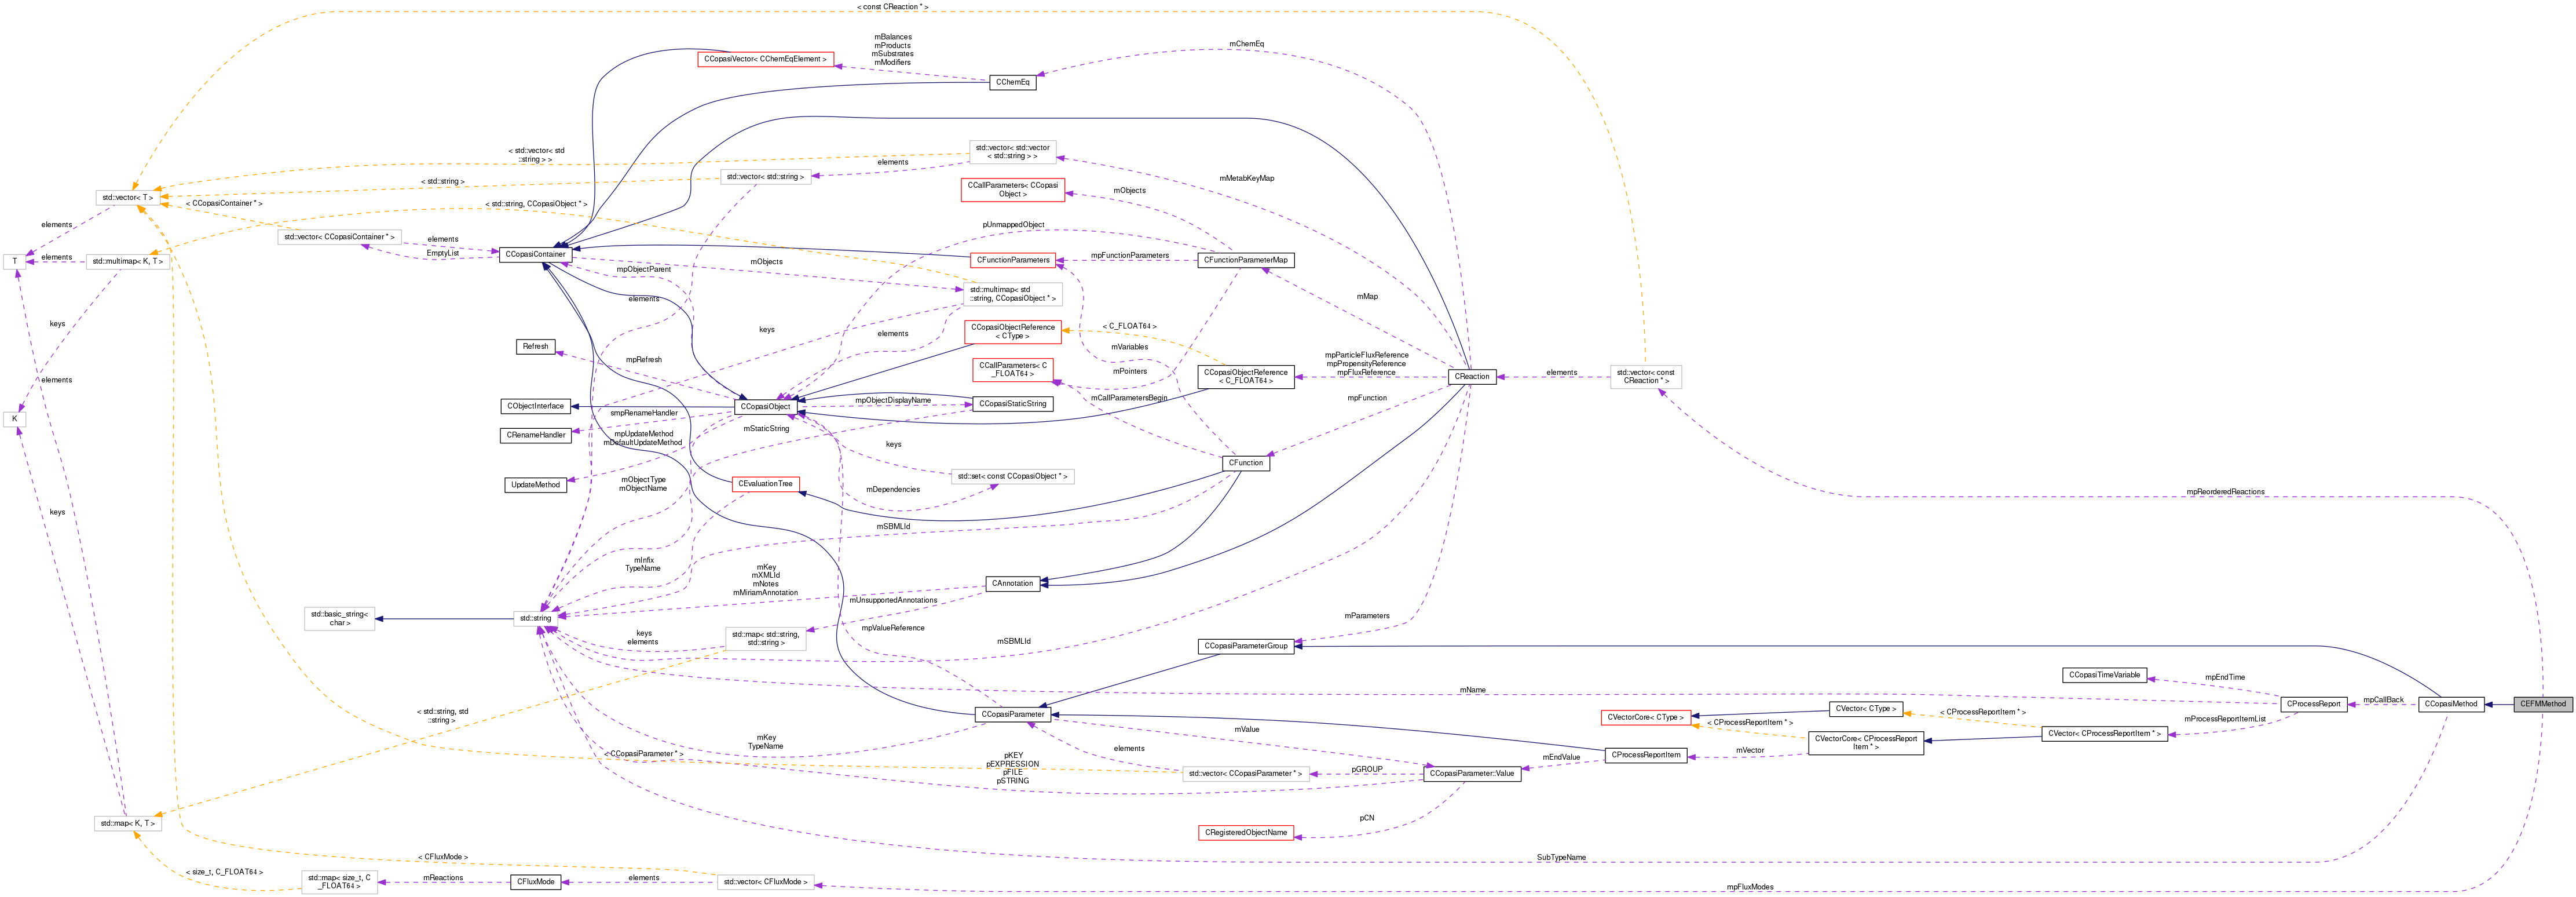 < const CReaction * >
mBalances
mProducts
mSubstrates
mModifiers
mChemEq
CCopasiVector< CChemEqElement >
CChemEq
std::vector< std::vector
< std::string > >
< std::vector< std
::string > >
elements
std::vector< std::string >
< std::string >
mMetabKeyMap
CCallParameters< CCopasi
Object >
mObjects
std::vector< T >
< CCopasiContainer * >
< std::string, CCopasiObject * >
elements
pUnmappedObject
std::vector< CCopasiContainer * >
elements
EmptyList
CCopasiContainer
T
elements
std::multimap< K, T >
mObjects
mpObjectParent
CFunctionParameters
mpFunctionParameters
CFunctionParameterMap
std::multimap< std
::string, CCopasiObject * >
elements
mMap
keys
keys
elements
CCopasiObjectReference
< CType >
< C_FLOAT64 >
Refresh
mpRefresh
mVariables
mpParticleFluxReference
mpPropensityReference
mpFluxReference
CCallParameters< C
_FLOAT64 >
mPointers
CCopasiObjectReference
< C_FLOAT64 >
CReaction
elements
std::vector< const
CReaction * >
elements
CObjectInterface
CCopasiObject
mpObjectDisplayName
CCopasiStaticString
mCallParametersBegin
mpFunction
K
smpRenameHandler
CRenameHandler
mStaticString
mpUpdateMethod
mDefaultUpdateMethod
keys
CFunction
UpdateMethod
CEvaluationTree
std::set< const CCopasiObject * >
mObjectType
mObjectName
mDependencies
mpReorderedReactions
keys
mSBMLId
mInfix
TypeName
mKey
mXMLId
mNotes
mMiriamAnnotation
CAnnotation
mUnsupportedAnnotations
std::basic_string<
char >
std::string
mParameters
keys
elements
std::map< std::string,
std::string >
mpValueReference
mSBMLId
CCopasiParameterGroup
CCopasiTimeVariable
mpEndTime
mName
CProcessReport
mpCallBack
CCopasiMethod
CEFMMethod
< std::string, std
::string >
CCopasiParameter
CVectorCore< CType >
CVector< CType >
< CProcessReportItem * >
< CProcessReportItem * >
mProcessReportItemList
mValue
CVector< CProcessReportItem * >
CVectorCore< CProcessReport
Item * >
mKey
TypeName
< CCopasiParameter * >
elements
mVector
CProcessReportItem
mEndValue
pKEY
pEXPRESSION
pFILE
pSTRING
std::vector< CCopasiParameter * >
pGROUP
CCopasiParameter::Value
pCN
std::map< K, T >
CRegisteredObjectName
< CFluxMode >
SubTypeName
< size_t, C_FLOAT64 >
std::map< size_t, C
_FLOAT64 >
mReactions
CFluxMode
elements
std::vector< CFluxMode >
mpFluxModes